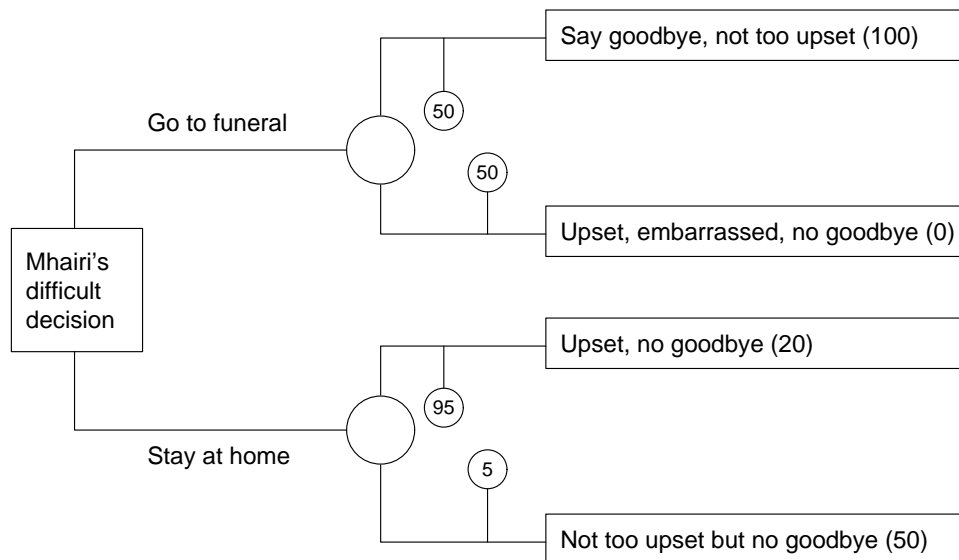 Say goodbye, not too upset (100)
50
Go to funeral
50
Upset, embarrassed, no goodbye (0)
Mhairi’s
difficult
decision
Upset, no goodbye (20)
95
Stay at home
5
Not too upset but no goodbye (50)